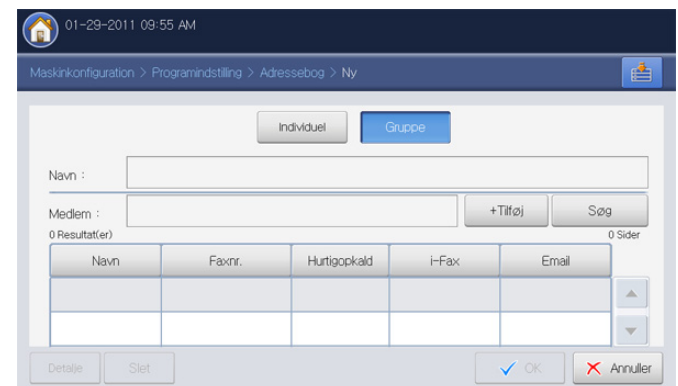 01-29-2011 09:55 AM
Maskinkonfiguration > Programindstilling > Adressebog > Ny
Individuel Gruppe
Navn :
Medlem : +Tilføj Søg
0 Resultat(er) 0 Sider
Navn Faxnr. Hurtigopkald i-Fax Email
Detalje Slet OK Annuller